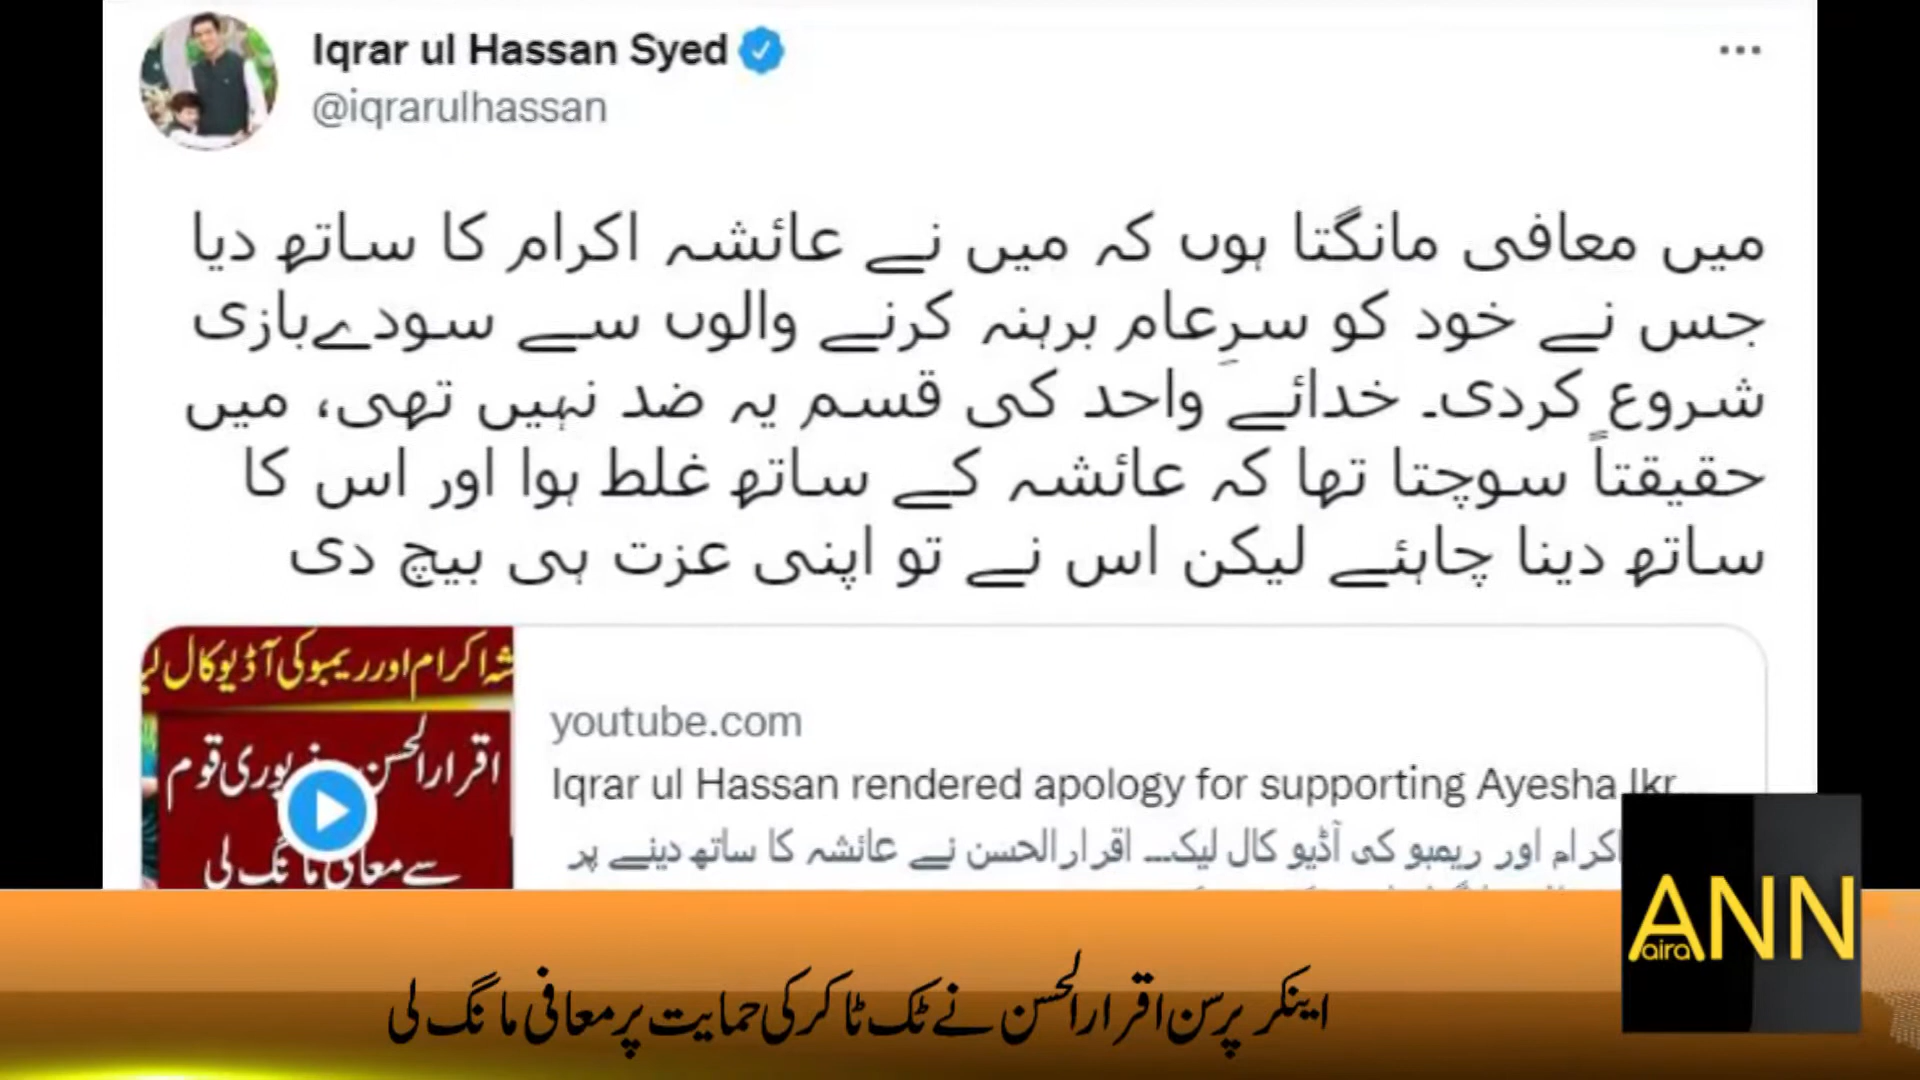 Iqrar ul Hassan Syed
@iqrarulhassan
میں معافی مانگتا ہوں کہ میں نے عائشہ اکرام کا ساتھ دیا
جس نے خود کو سرِعام برہنہ کرنے والوں سے سودےبازی
شروع کردی۔ خدائے واحد کی قسم یہ ضد نہیں تھی، میں
حقیقتاً سوچتا تھا کہ عائشہ کے ساتھ غلط ہوا اور اس کا
ساتھ دینا چاہئے لیکن اس نے تو اپنی عزت ہی بیچ دی
شہ اکرام اور ریمبو کی آڈیو کال لی
اقرارالحسن پوری قوم
سے معافی مانگ لی
youtube.com
Iqrar ul Hassan rendered apology for supporting Ayesha Ikr...
اکرام اور ریمبو کی آڈیو کال لیک... اقرارالحسن نے عائشہ کا ساتھ دینے پر
ANN
aira
اینکر پرسن اقرارالحسن نے ٹک ٹاکر کی حمایت پر معافی مانگ لی